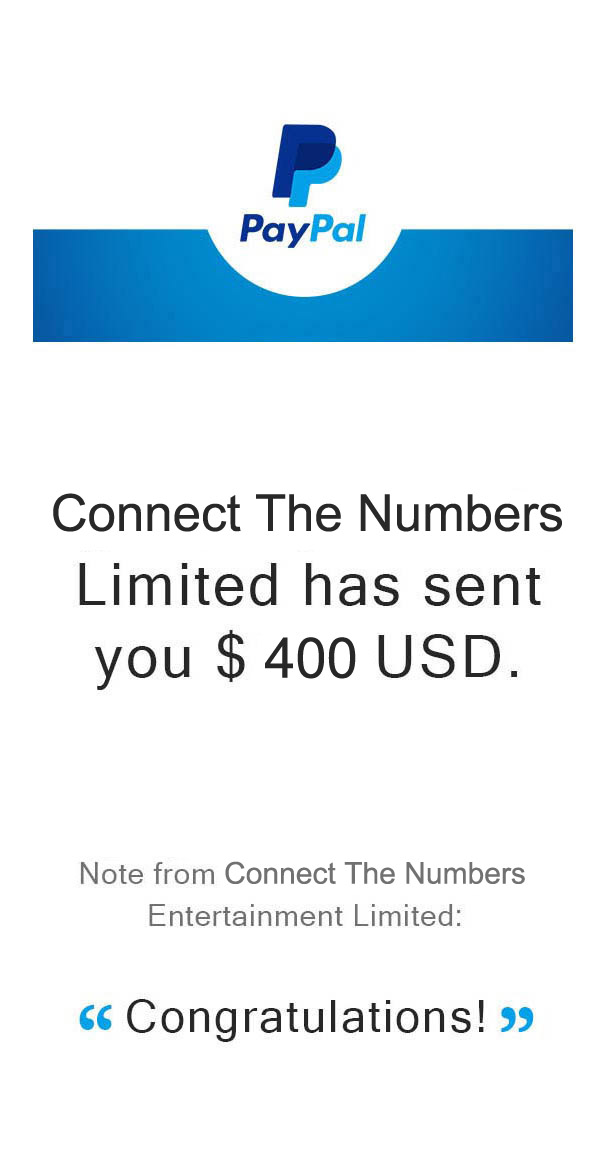 PayPal
Connect The Numbers
Limited has sent
you $ 400 USD.
Note from Connect The Numbers
Entertainment Limited:
“ Congratulations! ”